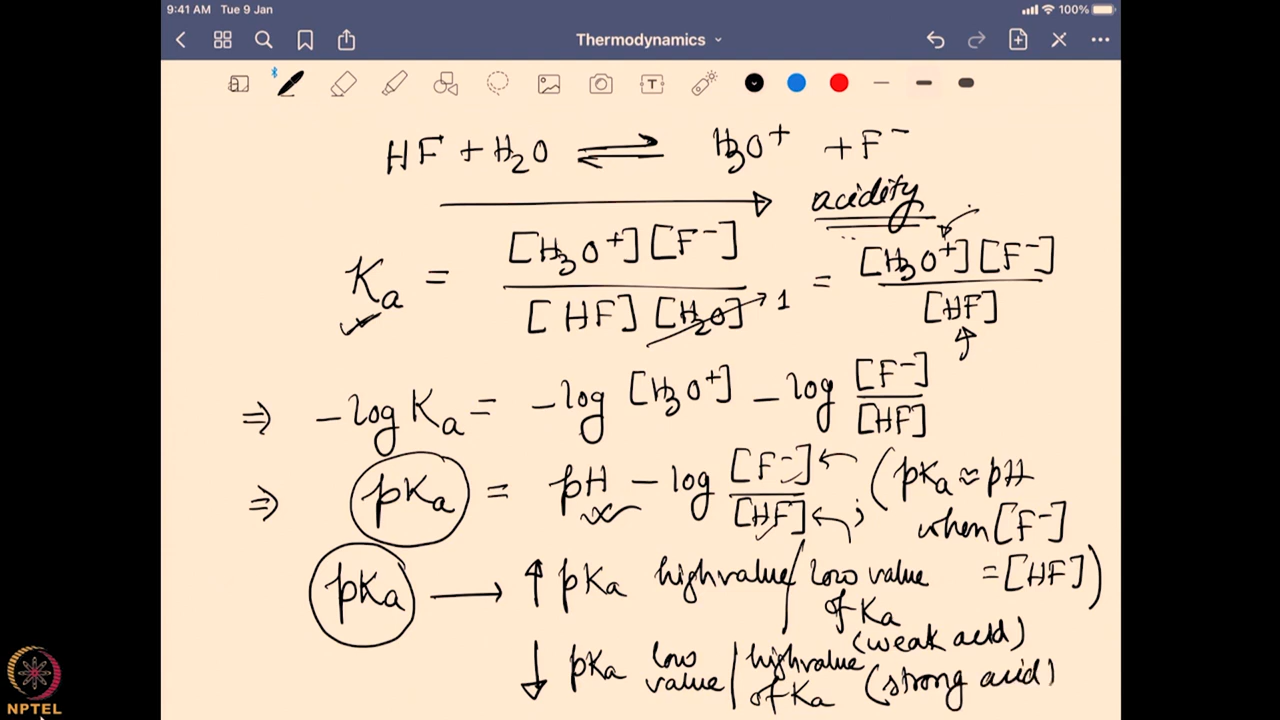 9:41 AM Tue 9 Jan
100%
Thermodynamics
T
HF + H₂O ⇌ H₃O⁺ + F⁻
acidity
Kₐ = [H₃O⁺][F⁻] / [HF][H₂O] → 1 = [H₃O⁺][F⁻] / [HF]
⇒ -log Kₐ = -log [H₃O⁺] - log [F⁻] / [HF]
⇒ pKₐ = pH - log [F⁻] / [HF] ; (pKₐ ≈ pH
when [F⁻]
= [HF])
pKₐ → ↑ pKₐ high value / low value
of Kₐ
(weak acid)
↓ pKₐ low value / high value
of Kₐ (strong acid)
NPTEL